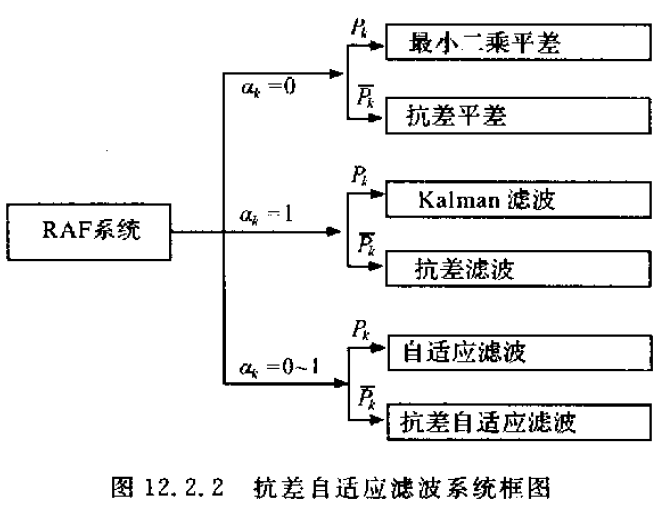 P_k
最小二乘平差
α_k=0
P̅_k
抗差平差
P_k
Kalman 滤波
RAF系统
α_k=1
P̅_k
抗差滤波
P_k
自适应滤波
α_k=0~1
P̅_k
抗差自适应滤波
图 12.2.2 抗差自适应滤波系统框图